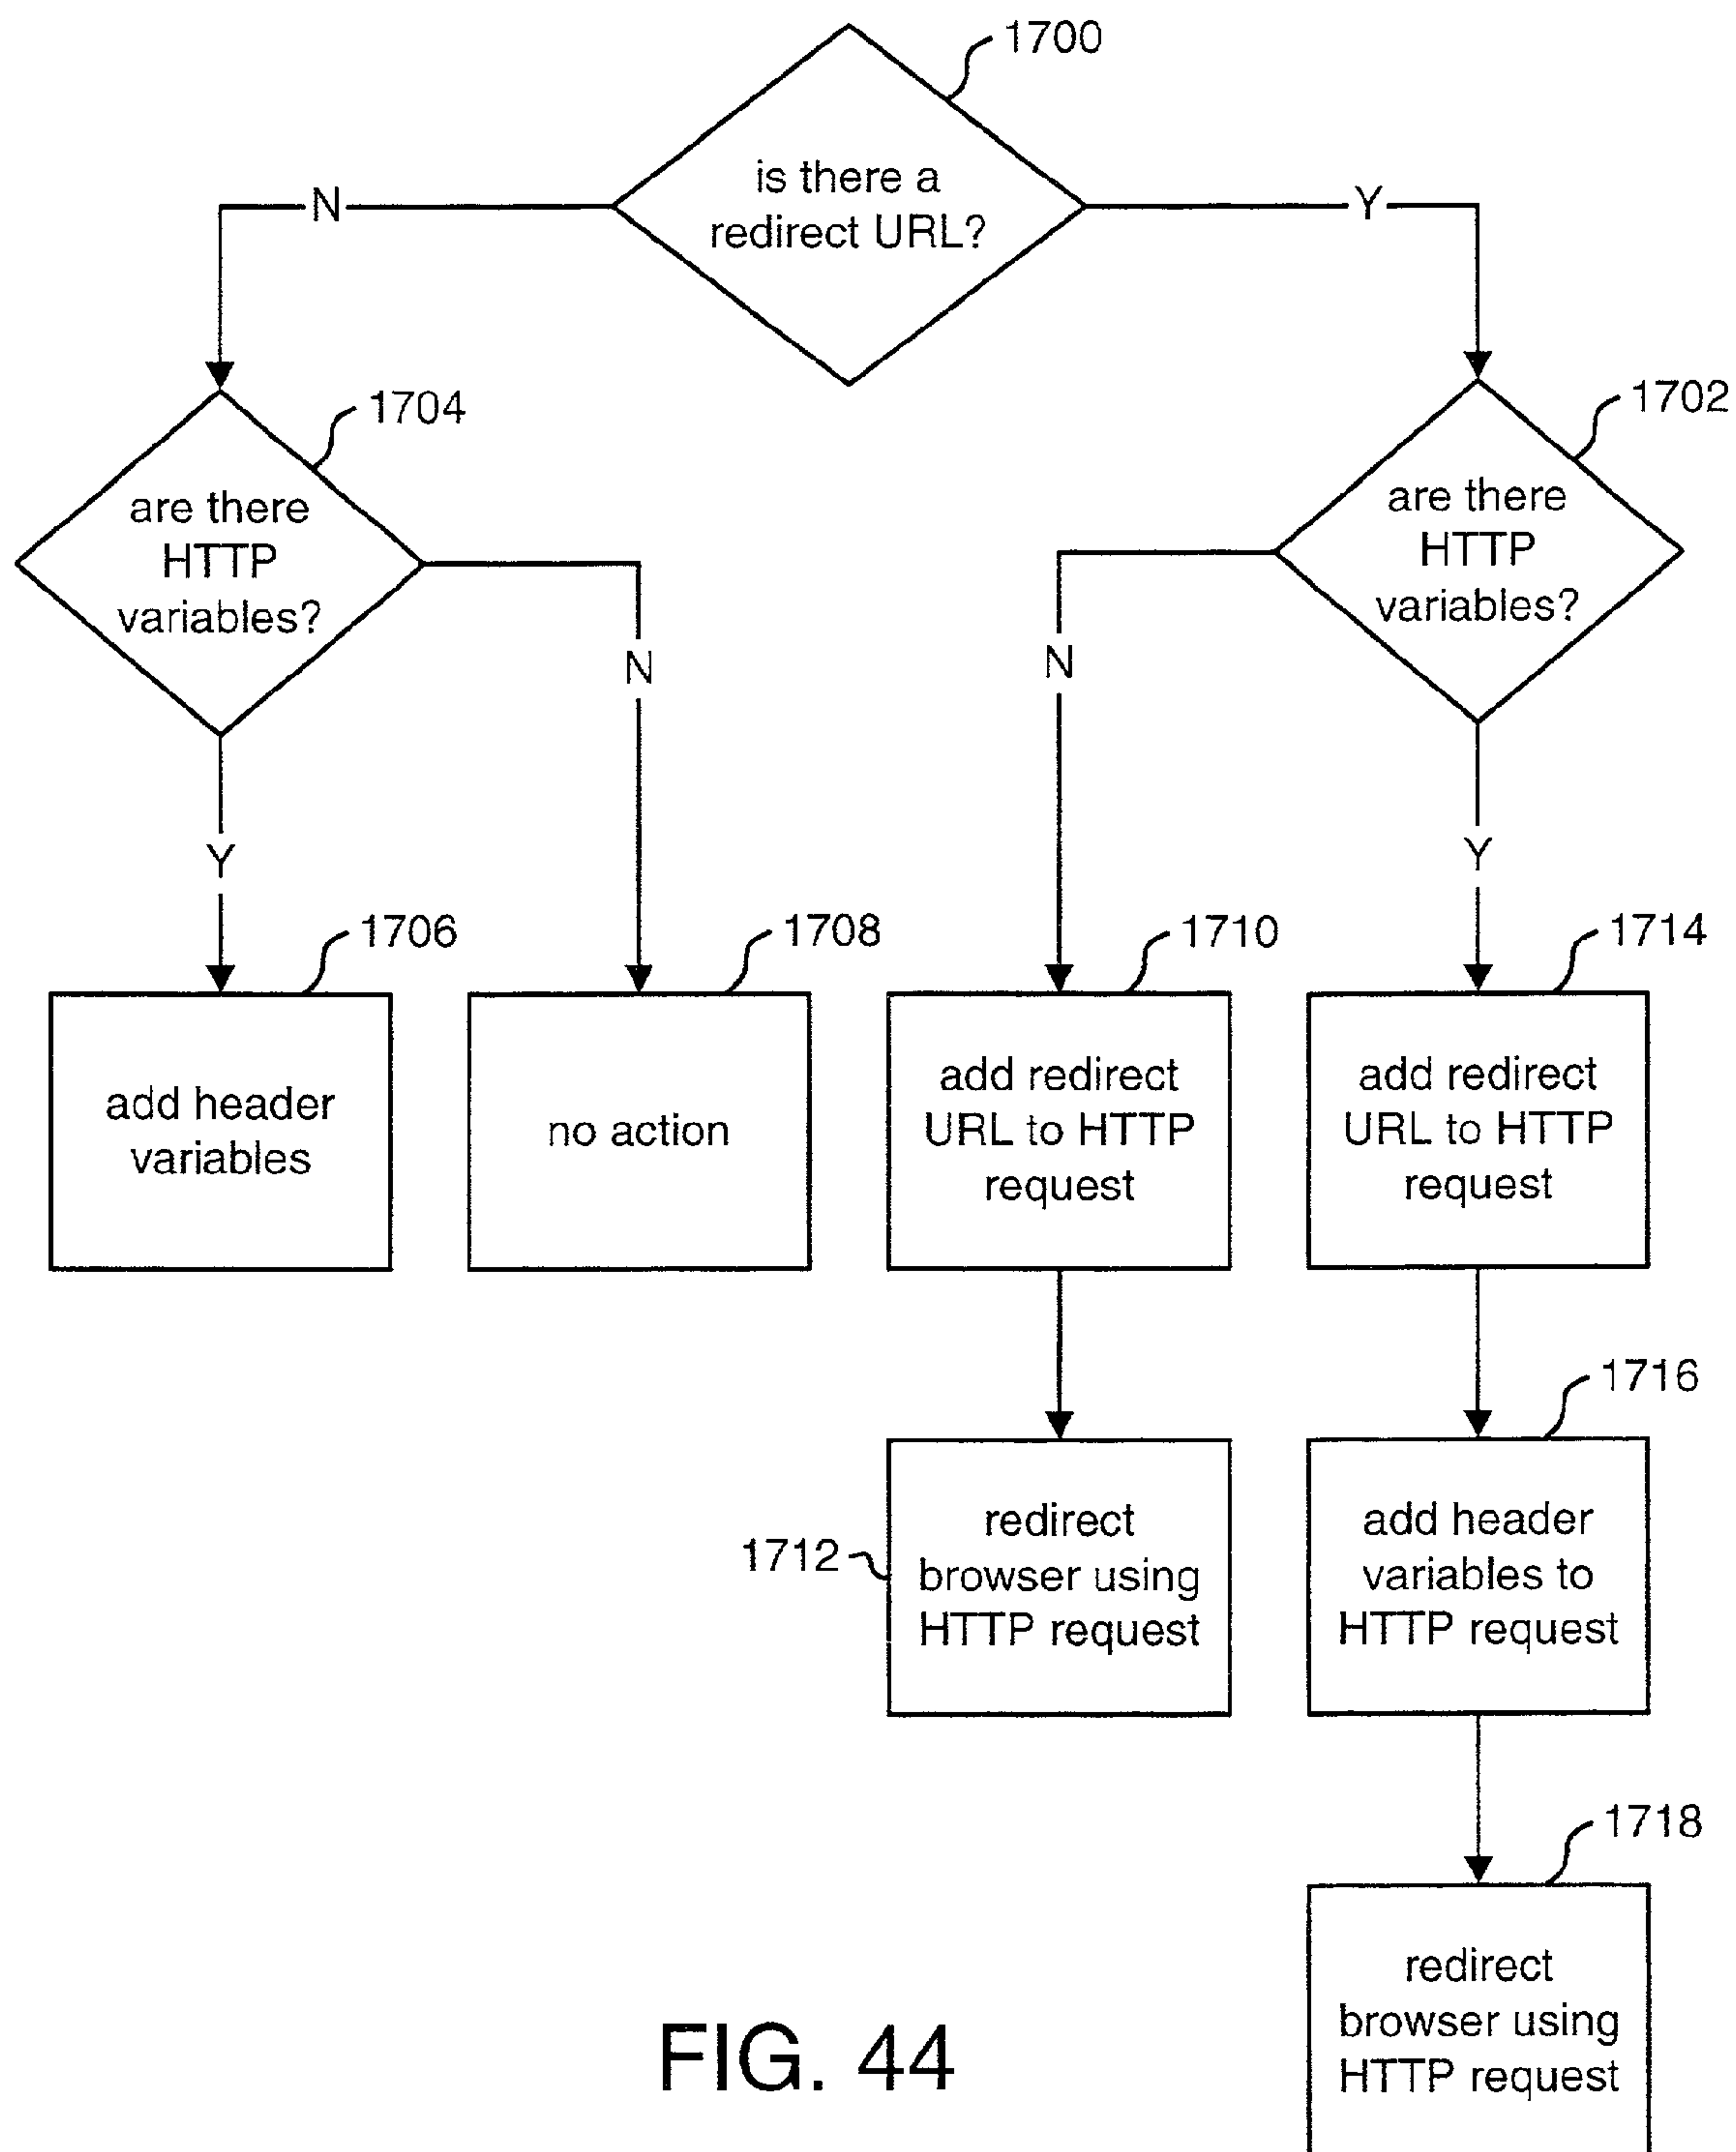 1700
is there a
redirect URL?
N
Y
1704
1702
are there
HTTP
variables?
are there
HTTP
variables?
N
N
Y
Y
1706
1708
1710
1714
add header
variables
no action
add redirect
URL to HTTP
request
add redirect
URL to HTTP
request
1716
1712
redirect
browser using
HTTP request
add header
variables to
HTTP request
1718
redirect
browser using
HTTP request
FIG. 44